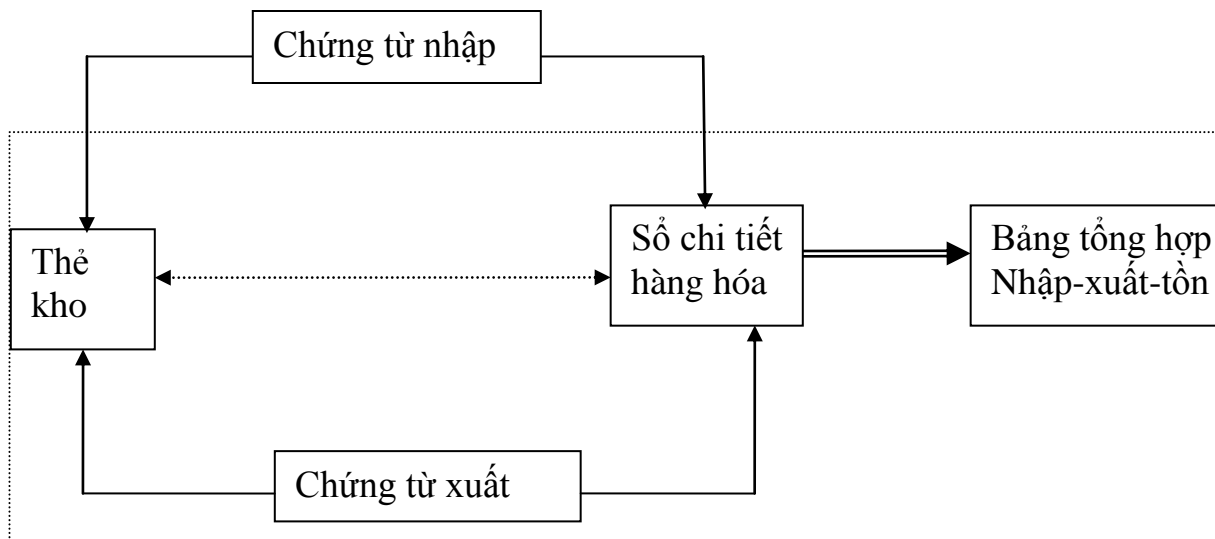 Chứng từ nhập
Thẻ
kho
Sổ chi tiết
hàng hóa
Bảng tổng hợp
Nhập-xuất-tồn
Chứng từ xuất